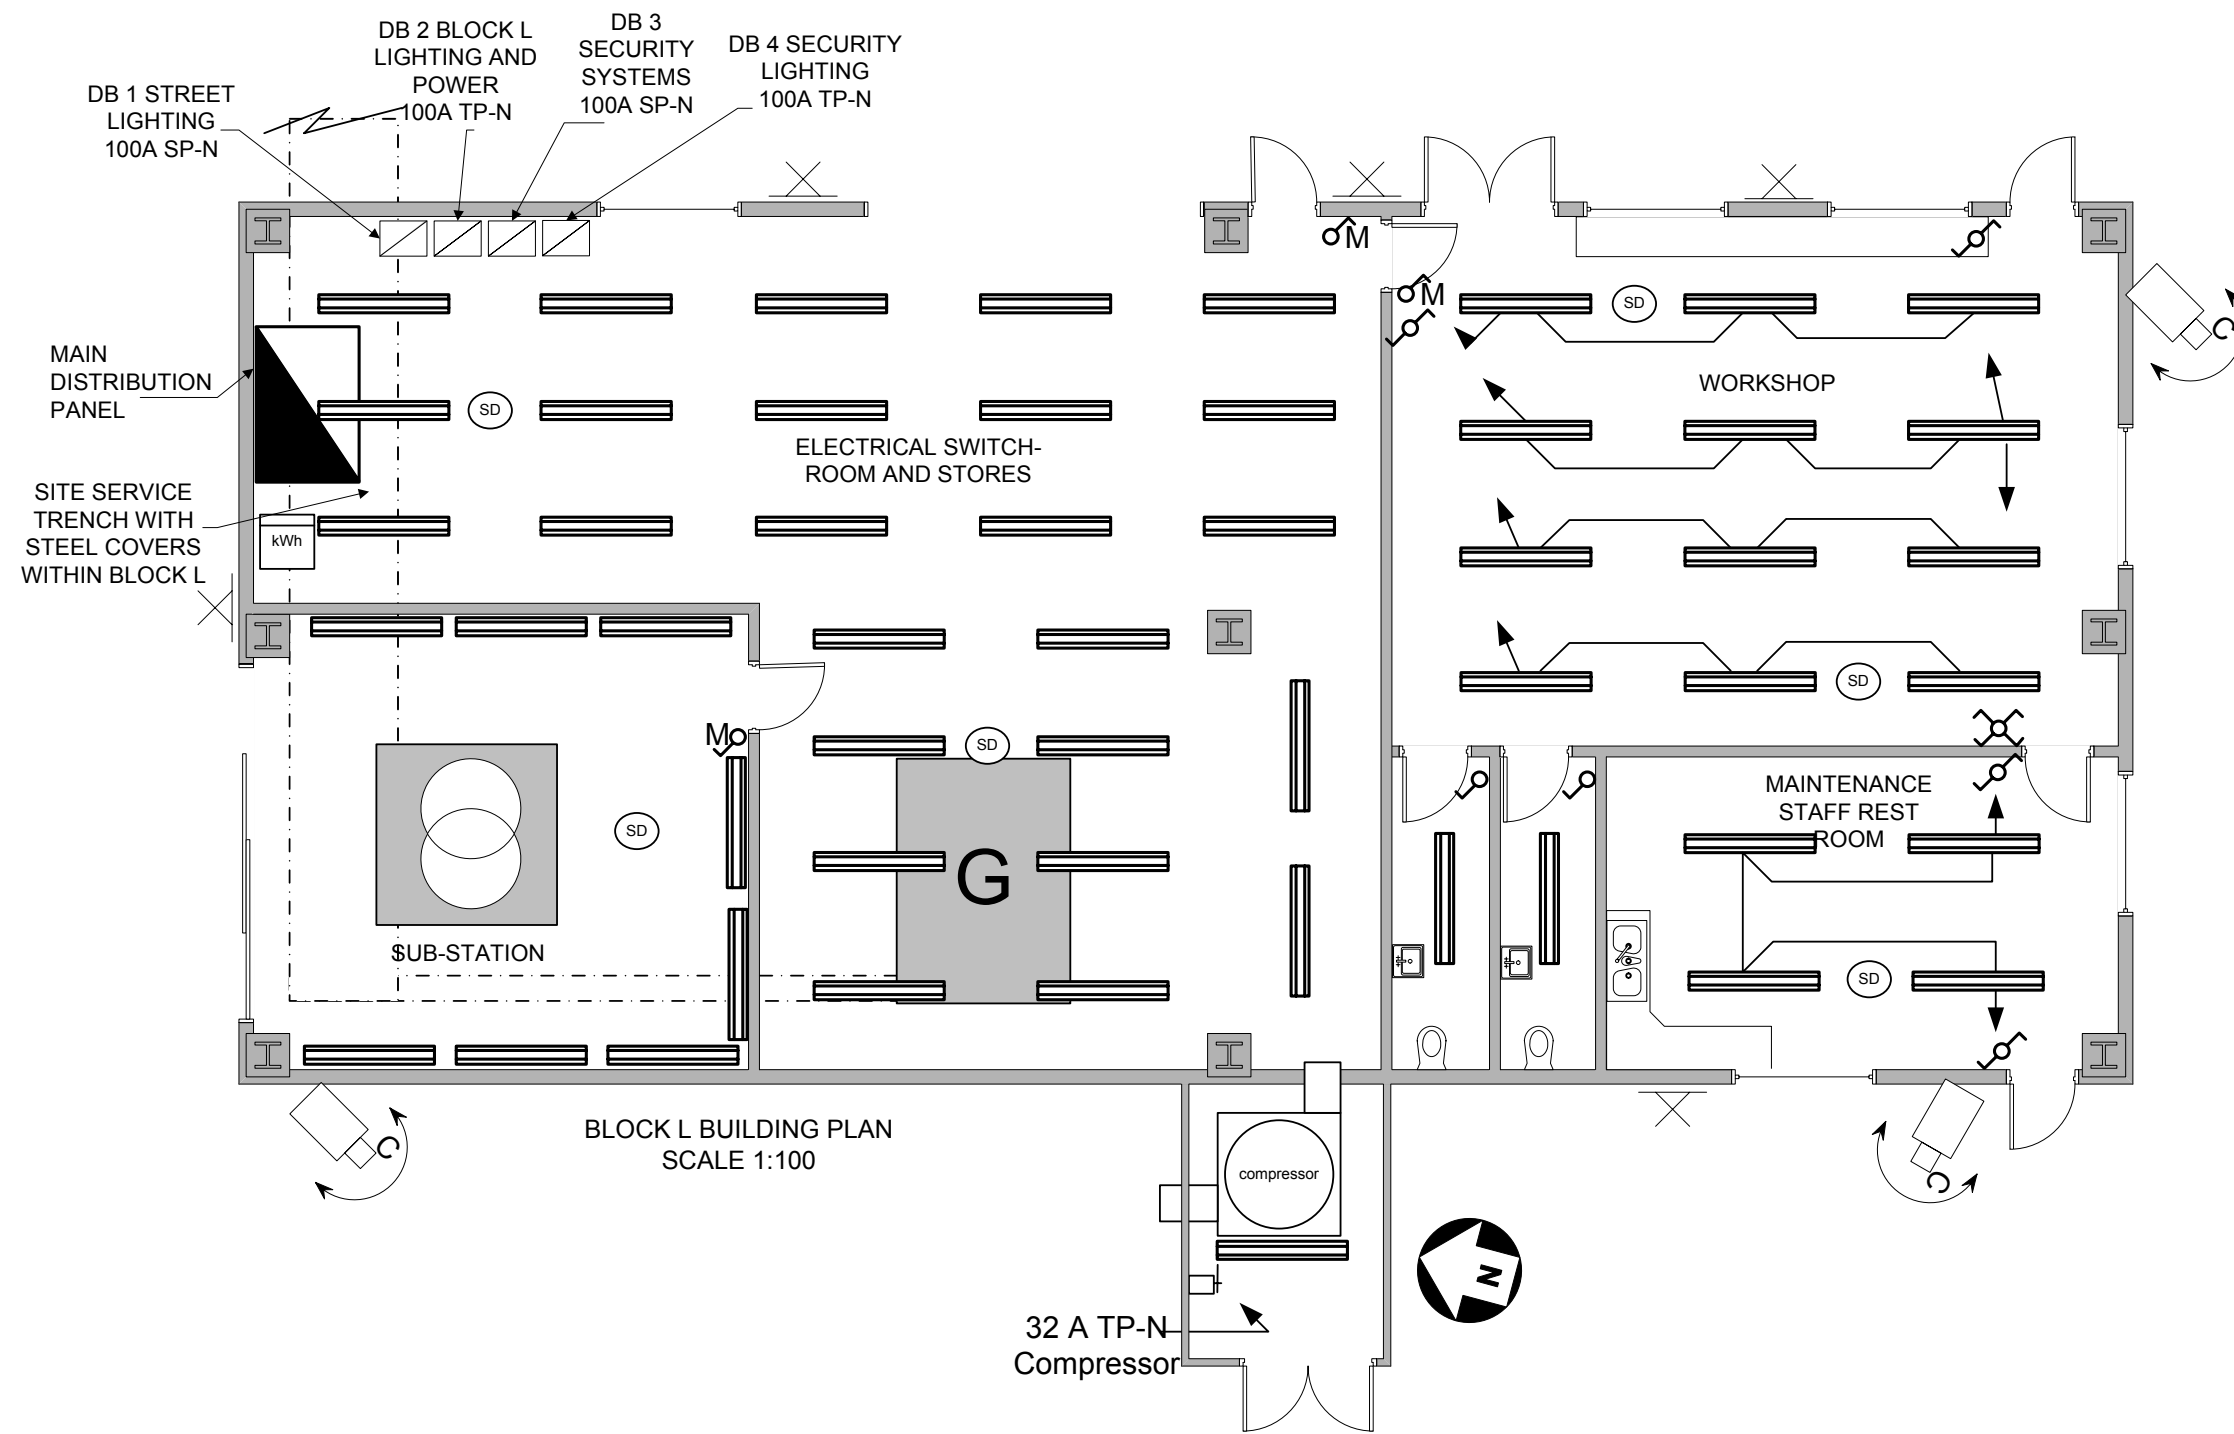 DB 1 STREET
LIGHTING
100A SP-N
DB 2 BLOCK L
LIGHTING AND
POWER
100A TP-N
DB 3
SECURITY
SYSTEMS
100A SP-N
DB 4 SECURITY
LIGHTING
100A TP-N
M
M
SD
C
MAIN
DISTRIBUTION
PANEL
SD
WORKSHOP
ELECTRICAL SWITCH-
ROOM AND STORES
SITE SERVICE
TRENCH WITH
STEEL COVERS
WITHIN BLOCK L
kWh
SD
M
SD
SD
MAINTENANCE
STAFF REST
ROOM
G
SUB-STATION
SD
C
BLOCK L BUILDING PLAN
SCALE 1:100
compressor
C
N
32 A TP-N
Compressor